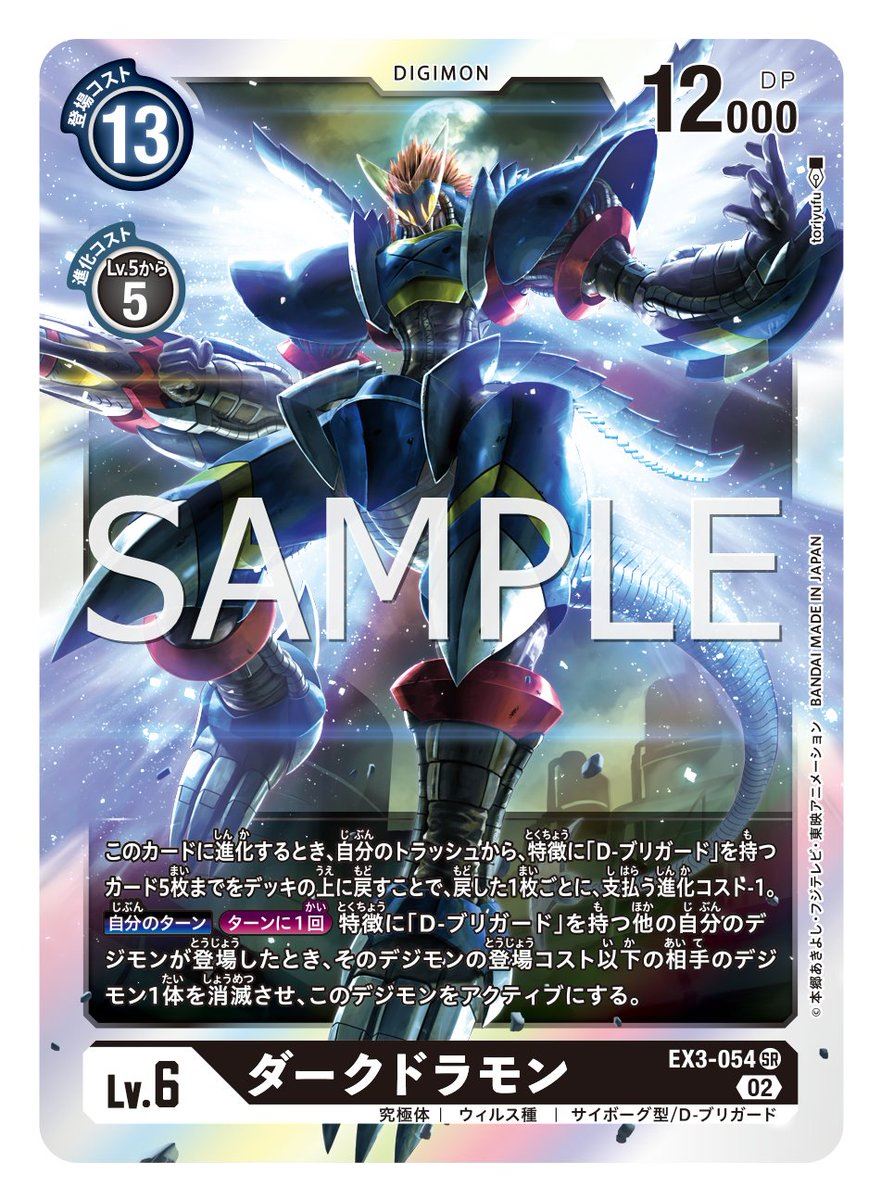 DIGIMON
登場コスト
13
12000
DP
進化コスト
Lv.5から
5
toriyufu
SAMPLE
このカードに進化するとき、自分のトラッシュから、特徴に「D-ブリガード」を持つ
カード5枚までをデッキの上に戻すことで、戻した1枚ごとに、支払う進化コスト-1。
自分のターン ターンに1回 特徴に「D-ブリガード」を持つ他の自分のデ
ジモンが登場したとき、そのデジモンの登場コスト以下の相手のデジ
モン1体を消滅させ、このデジモンをアクティブにする。
© 本郷あきよし・フジテレビ・東映アニメーション BANDAI MADE IN JAPAN
Lv.6
ダークドラモン
EX3-054 SR
02
究極体 | ウィルス種 | サイボーグ型/D-ブリガード